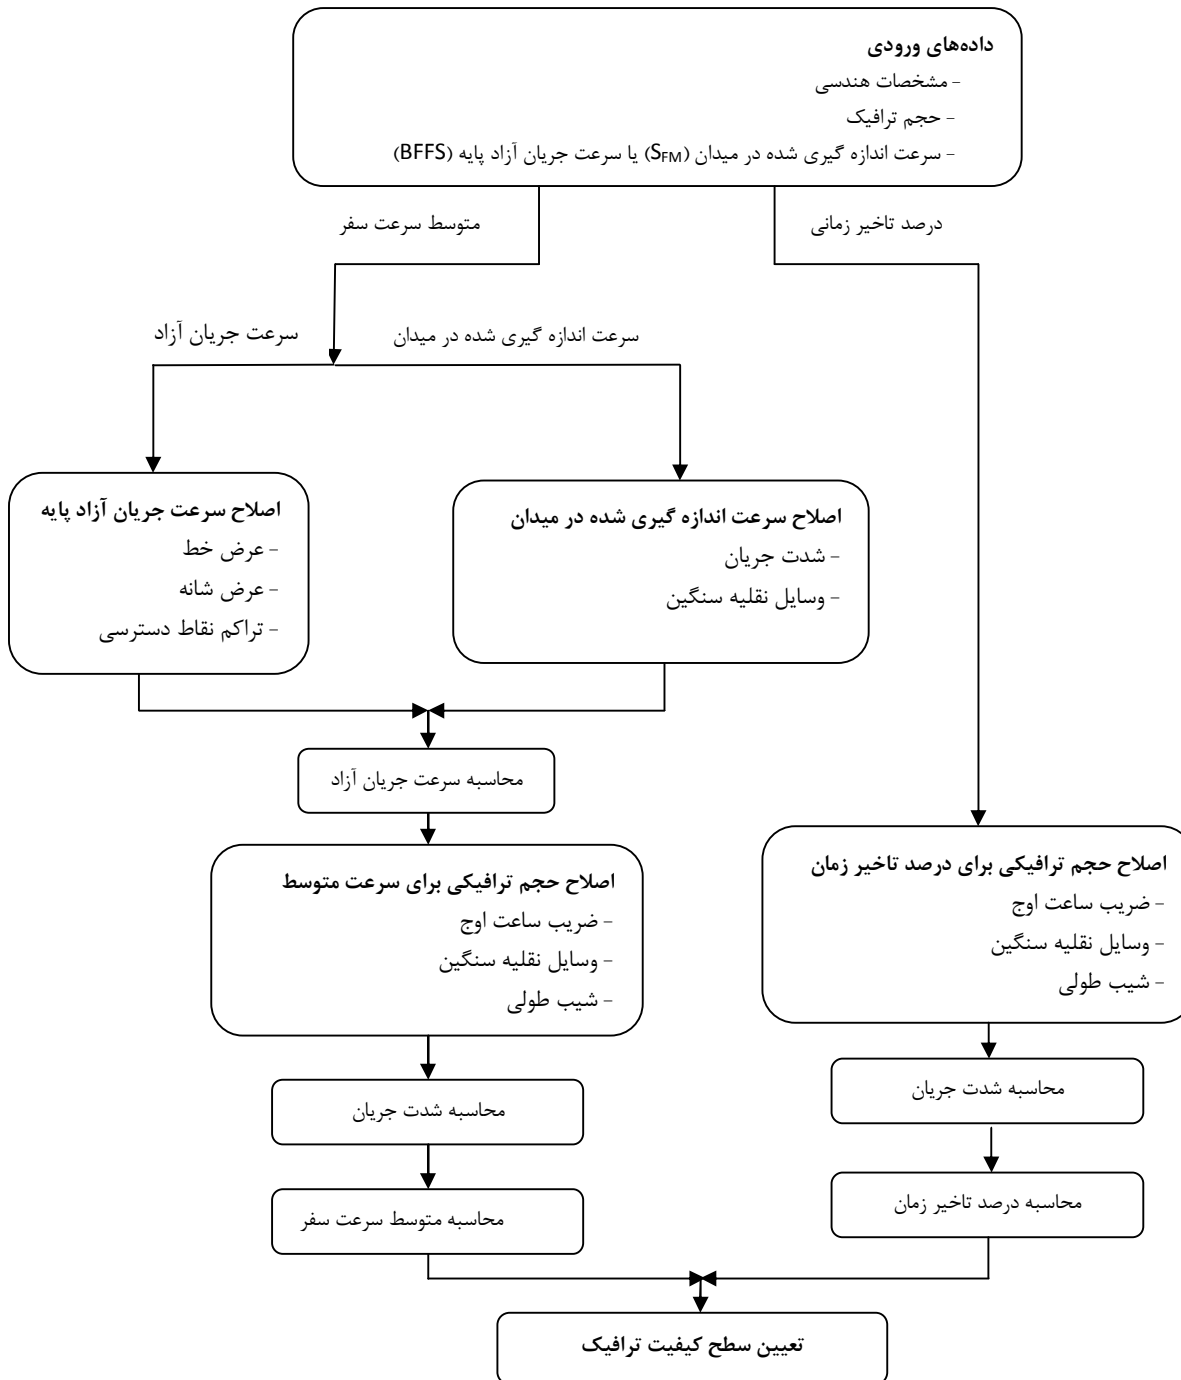 داده‌های ورودی
- مشخصات هندسی
- حجم ترافیک
- سرعت اندازه گیری شده در میدان (SFM) یا سرعت جریان آزاد پایه (BFFS)
درصد تاخیر زمانی
متوسط سرعت سفر
سرعت اندازه گیری شده در میدان
سرعت جریان آزاد
اصلاح سرعت اندازه گیری شده در میدان
- شدت جریان
- وسایل نقلیه سنگین
اصلاح سرعت جریان آزاد پایه
- عرض خط
- عرض شانه
- تراکم نقاط دسترسی
محاسبه سرعت جریان آزاد
اصلاح حجم ترافیکی برای درصد تاخیر زمان
- ضریب ساعت اوج
- وسایل نقلیه سنگین
- شیب طولی
اصلاح حجم ترافیکی برای سرعت متوسط
- ضریب ساعت اوج
- وسایل نقلیه سنگین
- شیب طولی
محاسبه شدت جریان
محاسبه شدت جریان
محاسبه درصد تاخیر زمان
محاسبه متوسط سرعت سفر
تعیین سطح کیفیت ترافیک